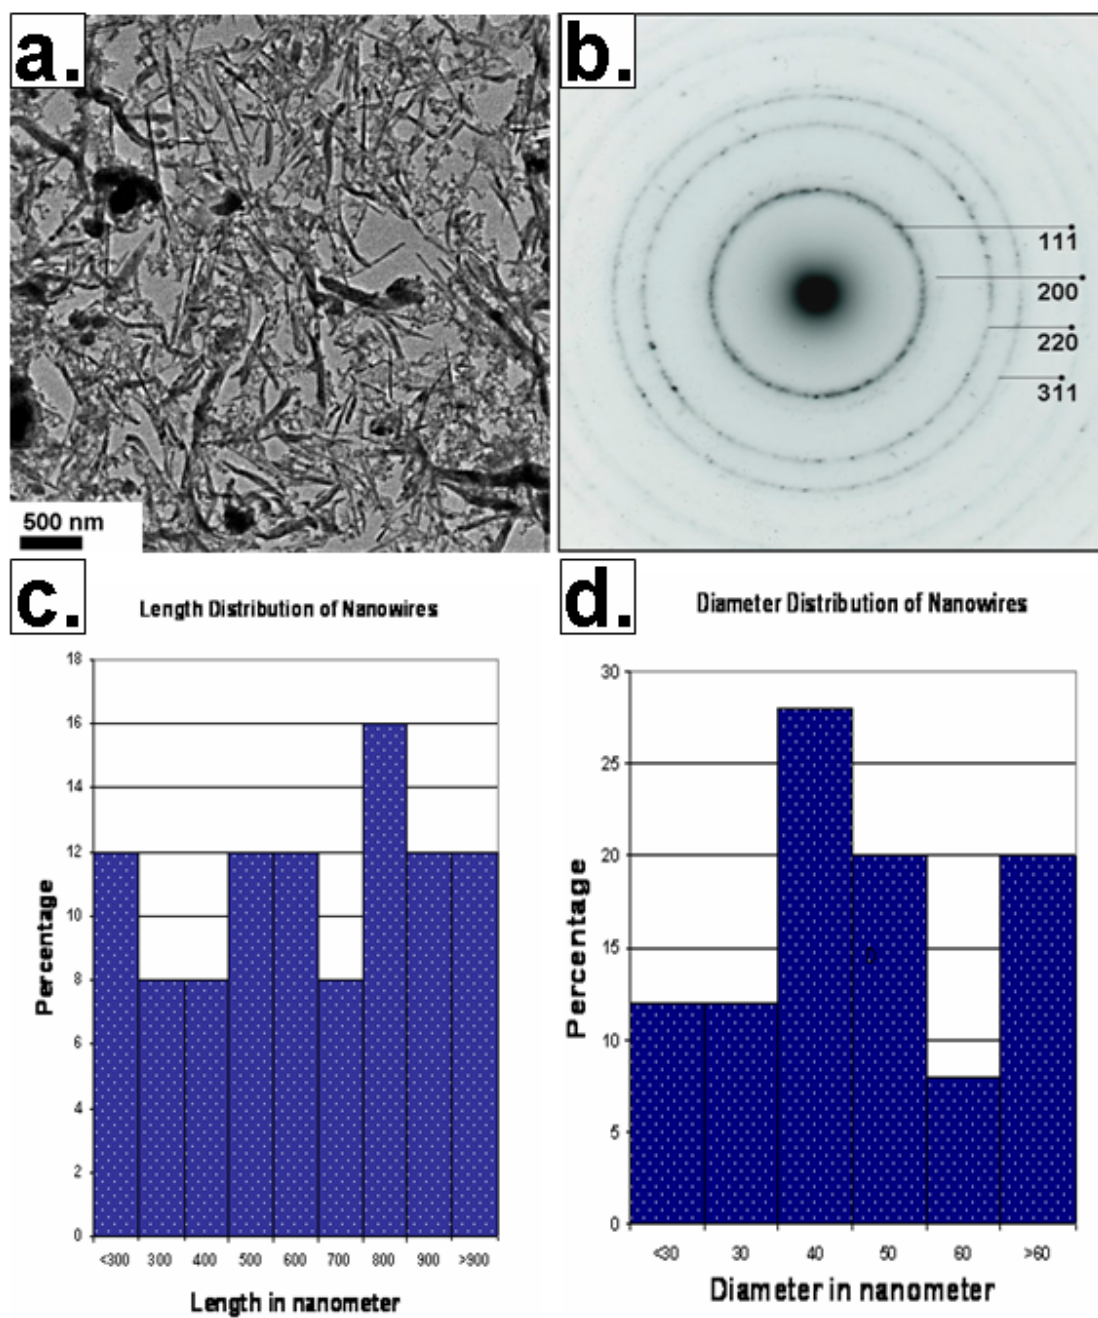 a.
500 nm
b.
111
200
220
311
c.
Length Distribution of Nanowires
Percentage
18
16
14
12
10
8
6
4
2
0
<300 300 400 500 600 700 800 900 >900
Length in nanometer
d.
Diameter Distribution of Nanowires
Percentage
30
25
20
15
10
5
0
<30 30 40 50 60 >60
Diameter in nanometer